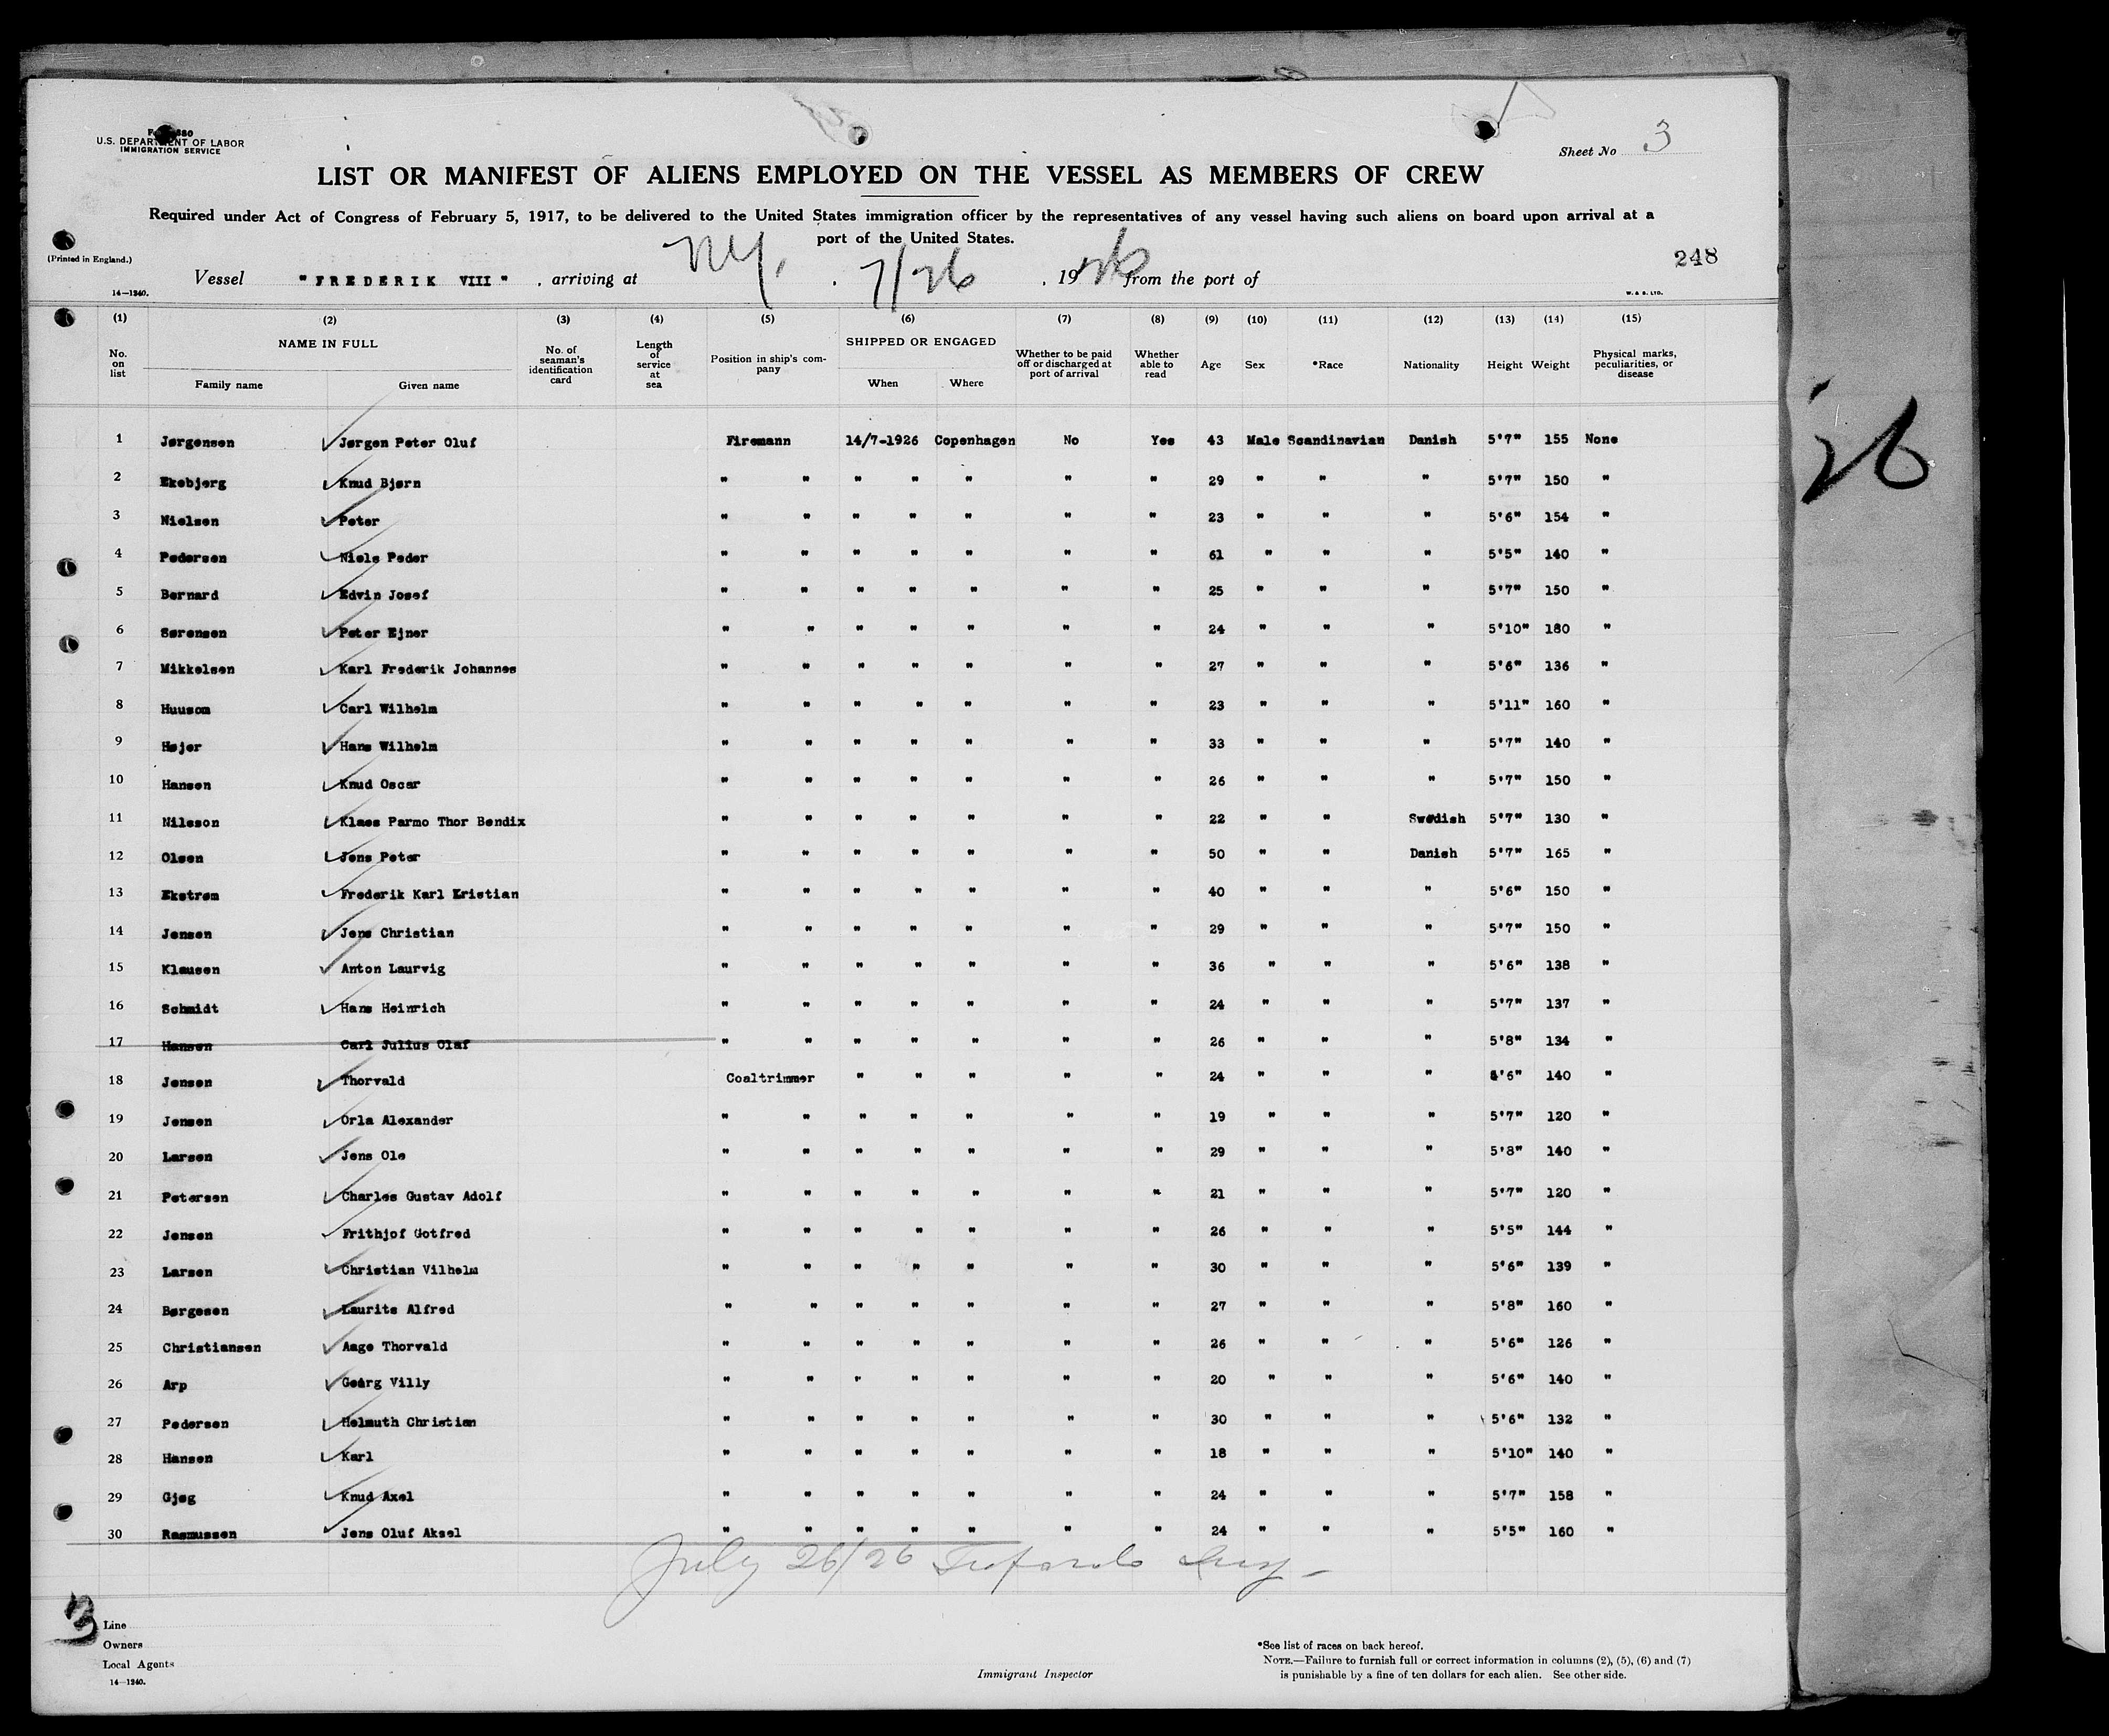 U.S. DEPARTMENT OF LABOR
IMMIGRATION SERVICE
Sheet No 3
LIST OR MANIFEST OF ALIENS EMPLOYED ON THE VESSEL AS MEMBERS OF CREW
Required under Act of Congress of February 5, 1917, to be delivered to the United States immigration officer by the representatives of any vessel having such aliens on board upon arrival at a
port of the United States.
(Printed in England.)
248
Vessel "FREDERIK VIII", arriving at NY, 7/26, 1926 from the port of
14—1240.
W. & S. LTD.
(1) (2) (3) (4) (5) (6) (7) (8) (9) (10) (11) (12) (13) (14) (15)
No. on list NAME IN FULL Family name Given name No. of seaman's identification card Length of service at sea Position in ship's company SHIPPED OR ENGAGED When Where Whether to be paid off or discharged at port of arrival Whether able to read Age Sex *Race Nationality Height Weight Physical marks, peculiarities, or disease
1 Jørgensen Jørgen Peter Oluf Firemann 14/7-1926 Copenhagen No Yes 43 Male Scandinavian Danish 5'7" 155 None
2 Ekebjerg Knud Bjørn " " " " " " " 29 " " " 5'7" 150 "
3 Nielsen Peter " " " " " " " 23 " " " 5'6" 154 "
4 Pedersen Niels Peder " " " " " " " 61 " " " 5'5" 140 "
5 Bernard Edvin Josef " " " " " " " 25 " " " 5'7" 150 "
6 Sørensen Peter Ejner " " " " " " " 24 " " " 5'10" 180 "
7 Mikkelsen Karl Frederik Johannes " " " " " " " 27 " " " 5'6" 136 "
8 Huusom Carl Wilhelm " " " " " " " 23 " " " 5'11" 160 "
9 Højer Hans Wilhelm " " " " " " " 33 " " " 5'7" 140 "
10 Hansen Knud Oscar " " " " " " " 26 " " " 5'7" 150 "
11 Nilsson Klaes Parmo Thor Bendix " " " " " " " 22 " " Swedish 5'7" 130 "
12 Olsen Jens Peter " " " " " " " 50 " " Danish 5'7" 165 "
13 Ekstrøm Frederik Karl Kristian " " " " " " " 40 " " " 5'6" 150 "
14 Jensen Jens Christian " " " " " " " 29 " " " 5'7" 150 "
15 Klausen Anton Laurvig " " " " " " " 36 " " " 5'6" 138 "
16 Schmidt Hans Heinrich " " " " " " " 24 " " " 5'7" 137 "
17 Hansen Carl Julius Olaf " " " " " " " 26 " " " 5'8" 134 "
18 Jensen Thorvald Coaltrimmer " " " " " 24 " " " 5'6" 140 "
19 Jensen Orla Alexander " " " " " " " 19 " " " 5'7" 120 "
20 Larsen Jens Ole " " " " " " " 29 " " " 5'8" 140 "
21 Petersen Charles Gustav Adolf " " " " " " " 21 " " " 5'7" 120 "
22 Jensen Frithjof Gotfred " " " " " " " 26 " " " 5'5" 144 "
23 Larsen Christian Vilhelm " " " " " " " 30 " " " 5'6" 139 "
24 Børgesen Laurits Alfred " " " " " " " 27 " " " 5'8" 160 "
25 Christiansen Aage Thorvald " " " " " " " 26 " " " 5'6" 126 "
26 Arp Georg Villy " " " " " " " 20 " " " 5'6" 140 "
27 Pedersen Helmuth Christian " " " " " " " 30 " " " 5'6" 132 "
28 Hansen Karl " " " " " " " 18 " " " 5'10" 140 "
29 Gjøg Knud Axel " " " " " " " 24 " " " 5'7" 158 "
30 Rasmussen Jens Oluf Aksel " " " " " " " 24 " " " 5'5" 160 "
July 26/26 Insp
3
Line
Owners
Local Agents
14—1240.
Immigrant Inspector
*See list of races on back hereof.
NOTE.—Failure to furnish full or correct information in columns (2), (5), (6) and (7)
is punishable by a fine of ten dollars for each alien. See other side.
26